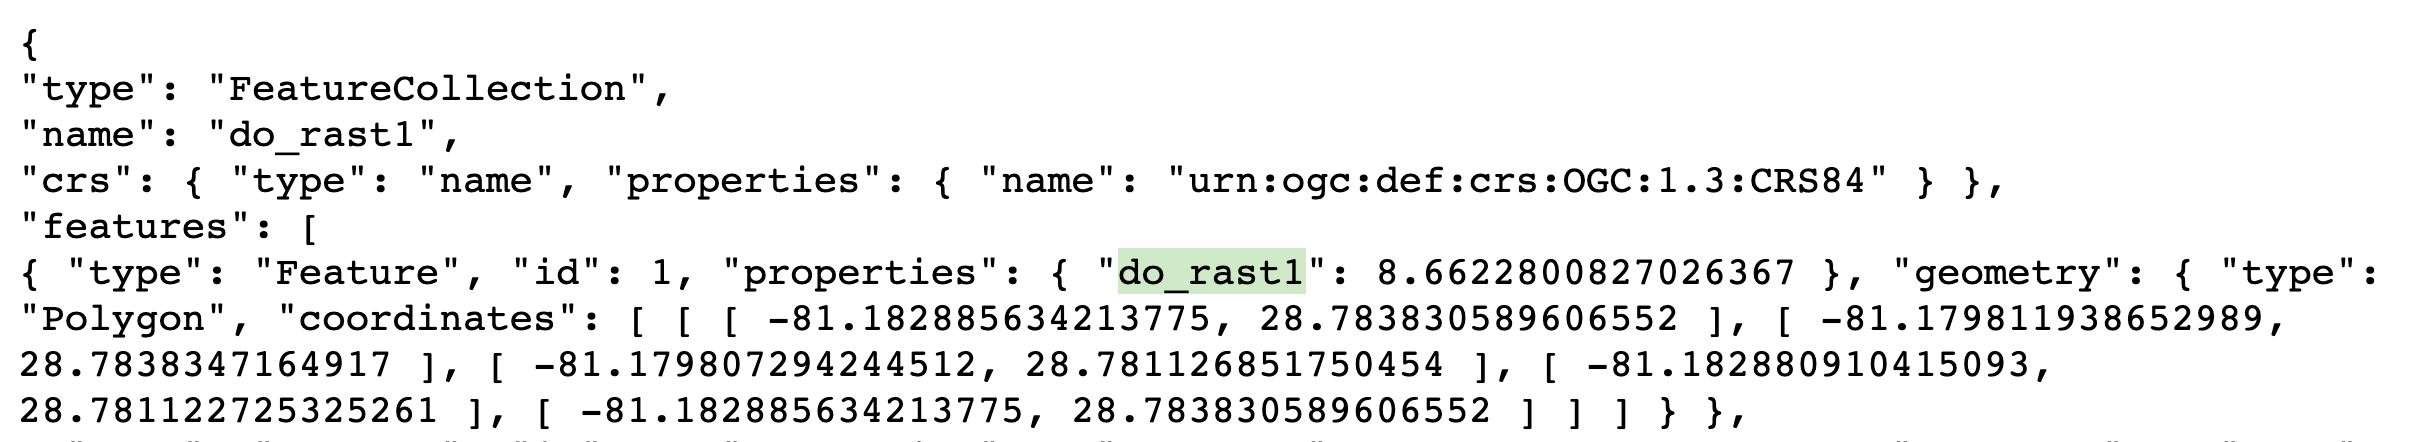 {
"type": "FeatureCollection",
"name": "do_rast1",
"crs": { "type": "name", "properties": { "name": "urn:ogc:def:crs:OGC:1.3:CRS84" } },
"features": [
{ "type": "Feature", "id": 1, "properties": { "do_rast1": 8.6622800827026367 }, "geometry": { "type":
"Polygon", "coordinates": [ [ [ -81.182885634213775, 28.783830589606552 ], [ -81.179811938652989,
28.7838347164917 ], [ -81.179807294244512, 28.781126851750454 ], [ -81.182880910415093,
28.781122725325261 ], [ -81.182885634213775, 28.783830589606552 ] ] ] } },